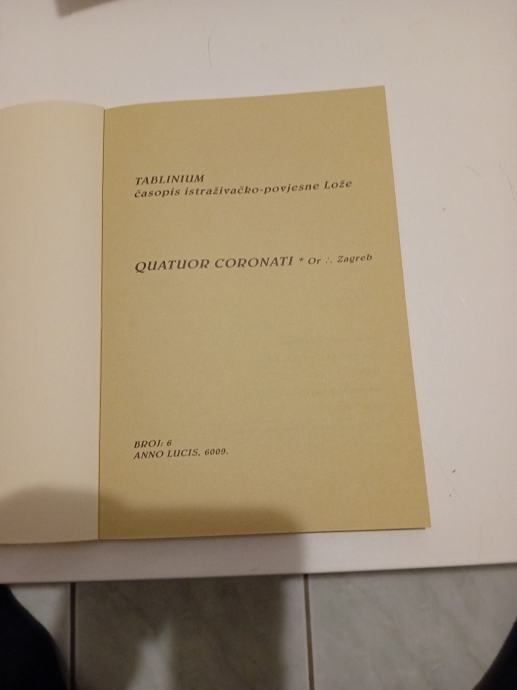 TABLINIUM
časopis istraživačko-povjesne Lože
QUATUOR CORONATI * Or ∴ Zagreb
BROJ: 6
ANNO LUCIS, 6009.